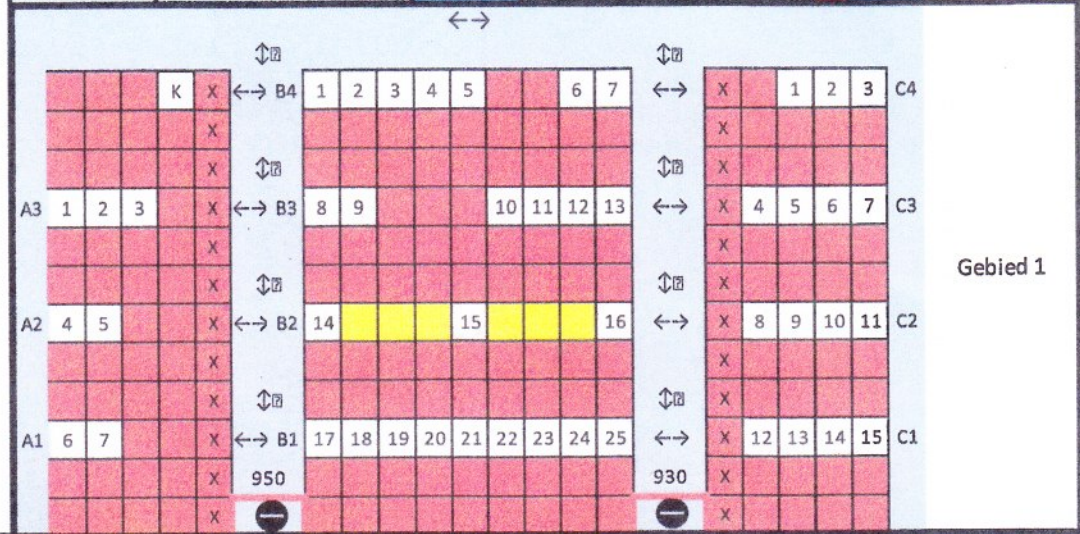 K X B4 1 2 3 4 5 6 7 X 1 2 3 C4
X X
X X
A3 1 2 3 X B3 8 9 10 11 12 13 X 4 5 6 7 C3
X X
X X
A2 4 5 X B2 14 15 16 X 8 9 10 11 C2
X X
X X
A1 6 7 X B1 17 18 19 20 21 22 23 24 25 X 12 13 14 15 C1
X 950 930 X
X X
Gebied 1